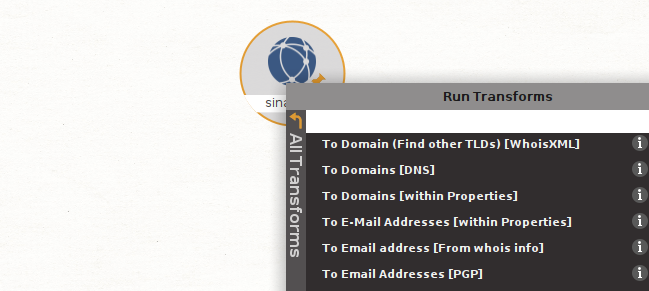 Run Transforms
All Transforms
To Domain (Find other TLDs) [WhoisXML]
To Domains [DNS]
To Domains [within Properties]
To E-Mail Addresses [within Properties]
To Email address [From whois info]
To Email Addresses [PGP]